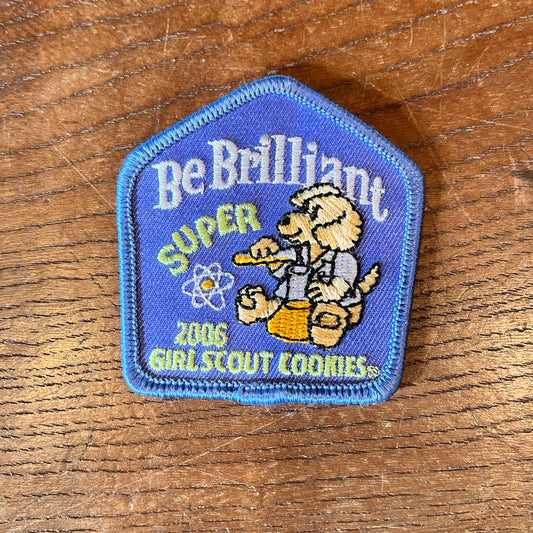 Be Brilliant
SUPER
2006
GIRL SCOUT COOKIES®